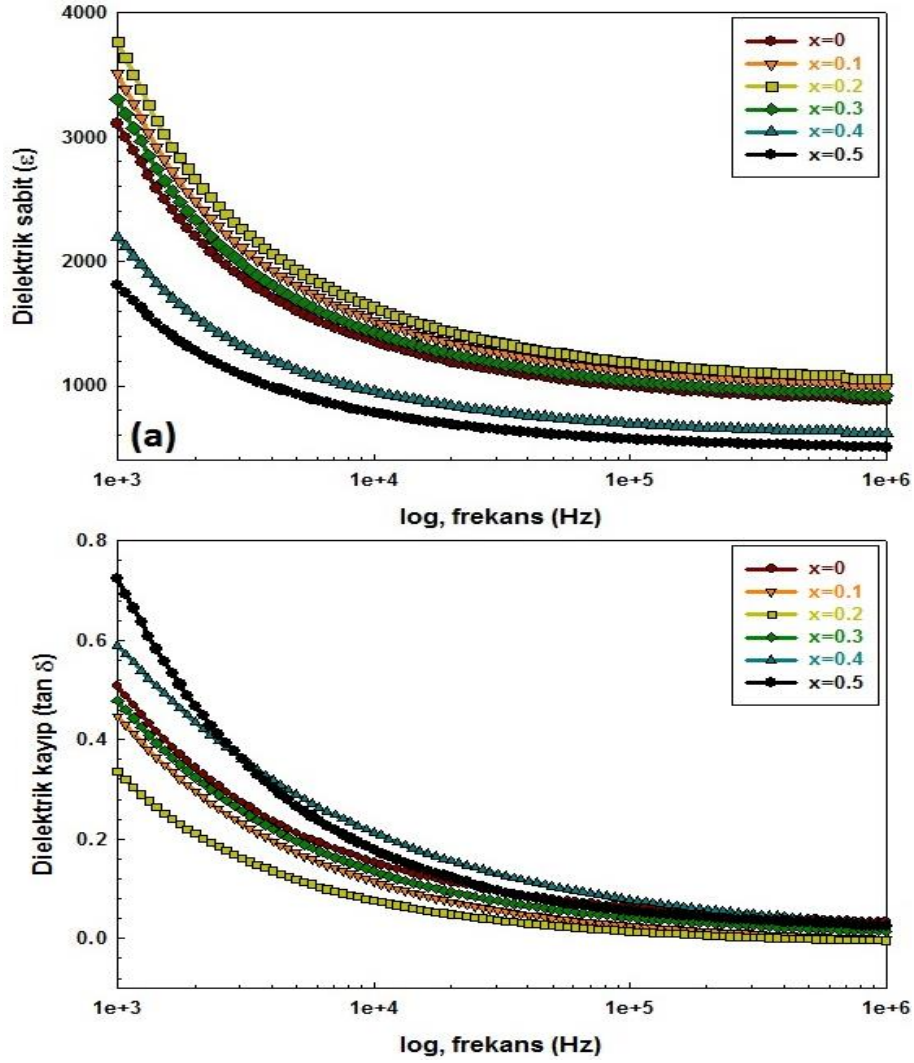 4000
3000
2000
1000
Dielektrik sabit (ε)
x=0
x=0.1
x=0.2
x=0.3
x=0.4
x=0.5
(a)
1e+3 1e+4 1e+5 1e+6
log, frekans (Hz)
0.8
0.6
0.4
0.2
0.0
Dielektrik kayıp (tan δ)
x=0
x=0.1
x=0.2
x=0.3
x=0.4
x=0.5
1e+3 1e+4 1e+5 1e+6
log, frekans (Hz)